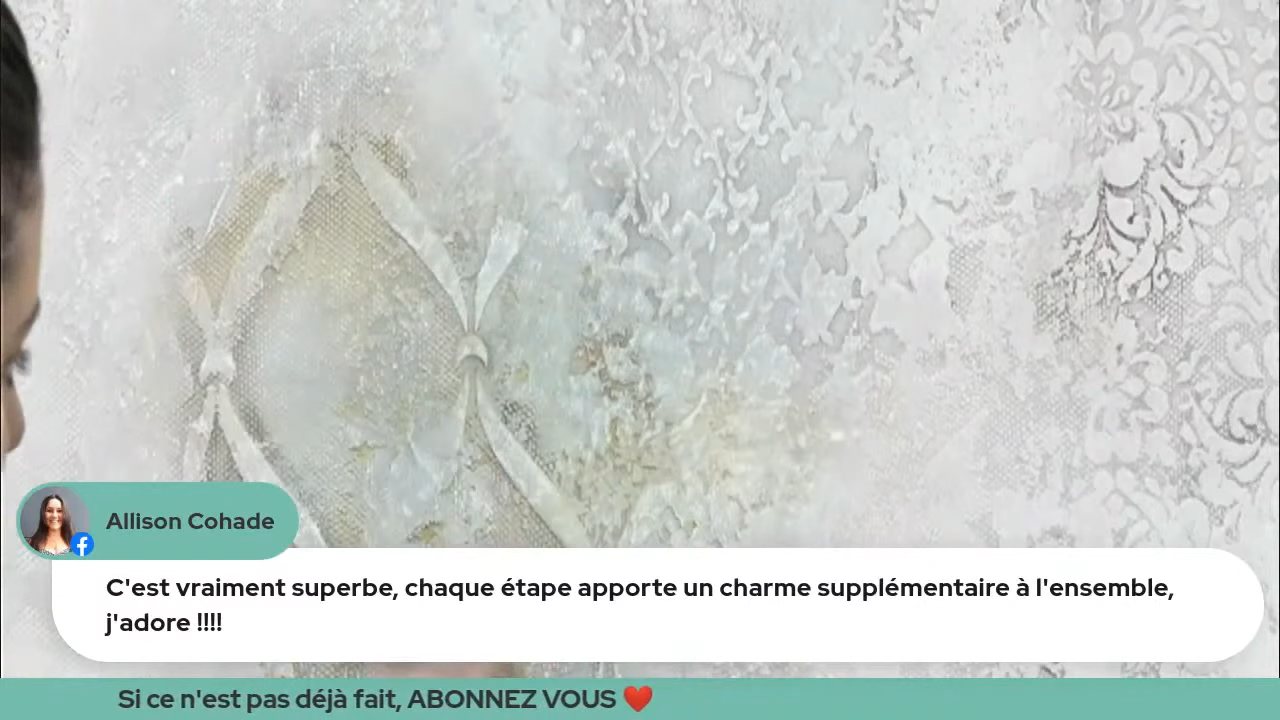 Allison Cohade
C'est vraiment superbe, chaque étape apporte un charme supplémentaire à l'ensemble,
j'adore !!!!
Si ce n'est pas déjà fait, ABONNEZ VOUS ❤️